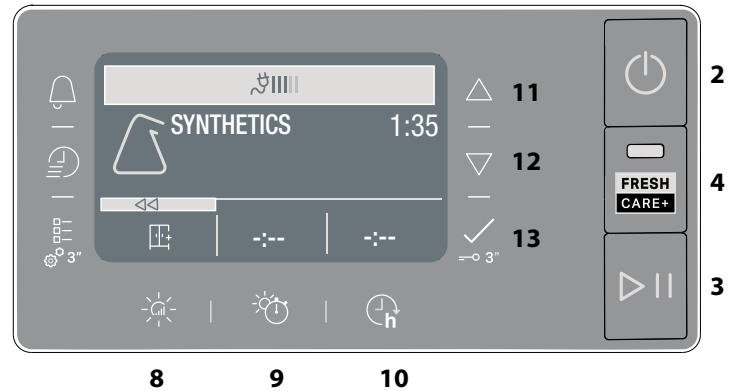 11
SYNTHETICS 1:35
12
-:-- -:--
3" 3" 13
h
2
FRESH
CARE+
4
3
8 9 10